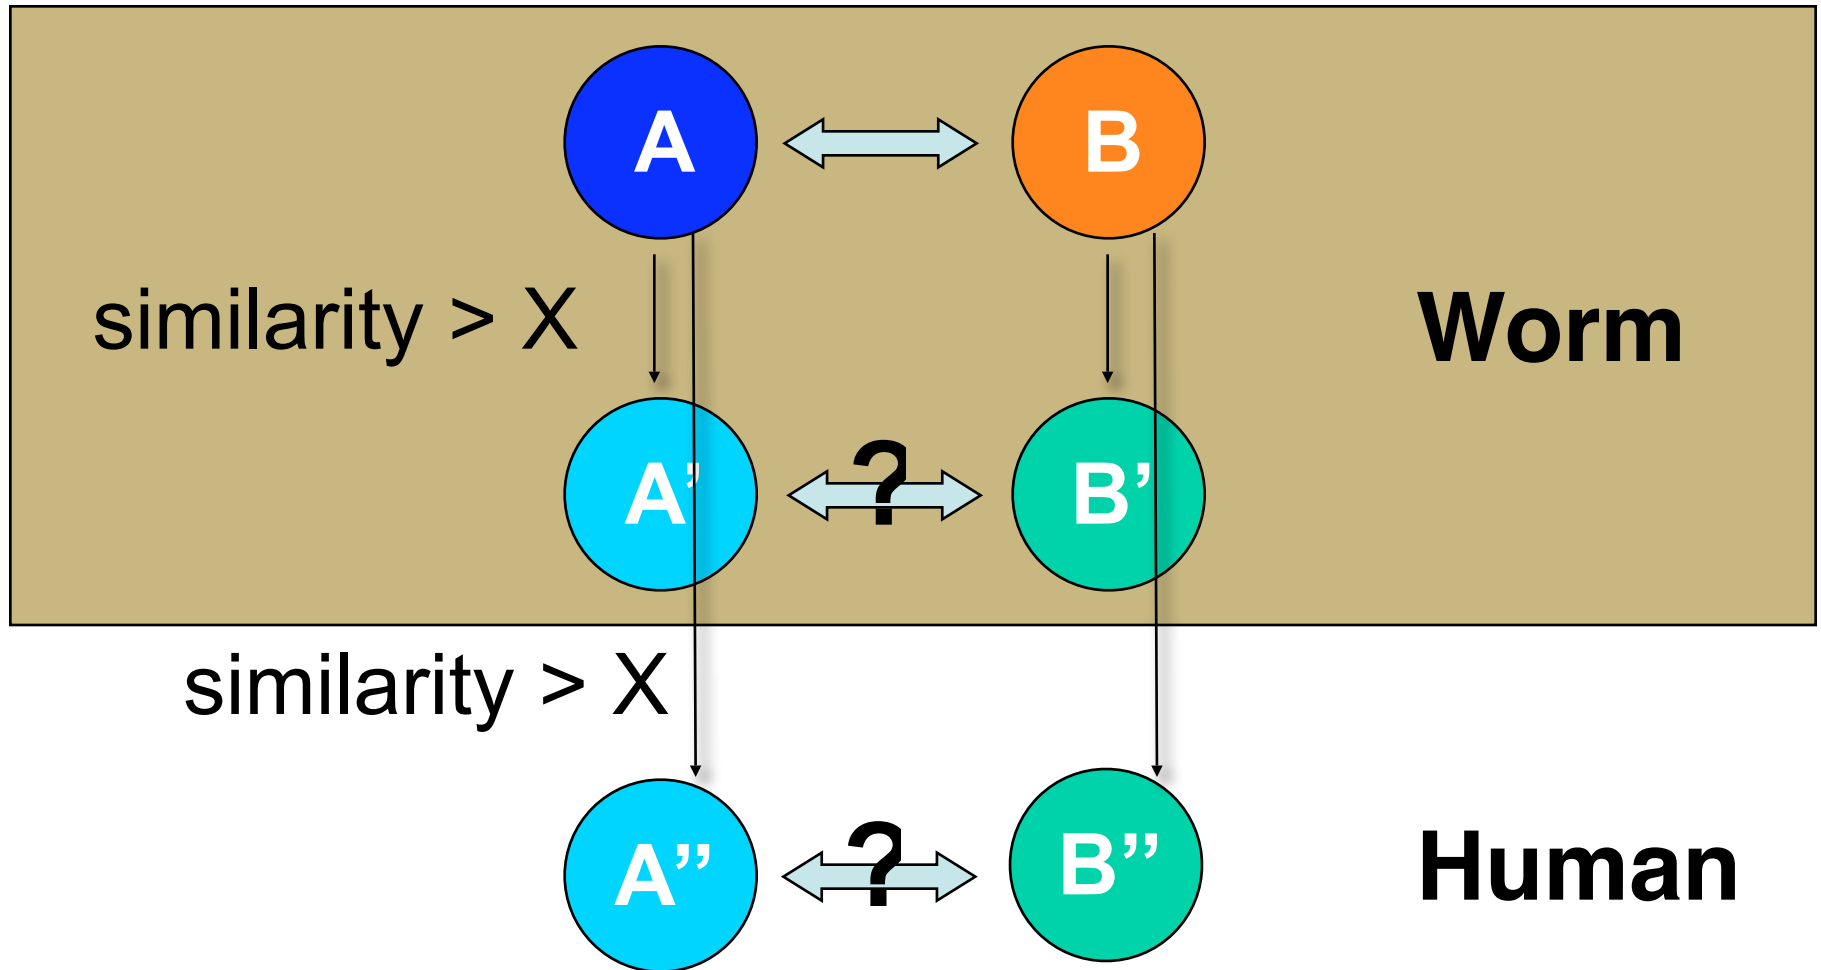 A
B
similarity > X
Worm
A’
?
B’
similarity > X
A’’
?
B’’
Human